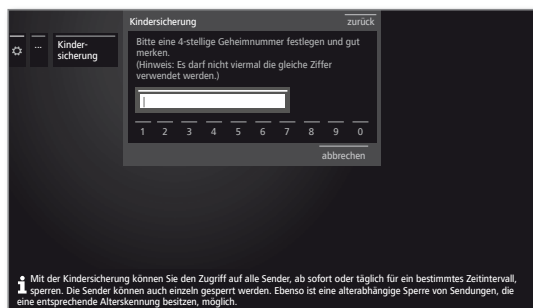 Kindersicherung zurück
... Kinder-
sicherung
Bitte eine 4-stellige Geheimnummer festlegen und gut
merken.
(Hinweis: Es darf nicht viermal die gleiche Ziffer
verwendet werden.)
1 2 3 4 5 6 7 8 9 0
abbrechen
i Mit der Kindersicherung können Sie den Zugriff auf alle Sender, ab sofort oder täglich für ein bestimmtes Zeitintervall,
sperren. Die Sender können auch einzeln gesperrt werden. Ebenso ist eine alterabhängige Sperre von Sendungen, die
eine entsprechende Alterskennung besitzen, möglich.